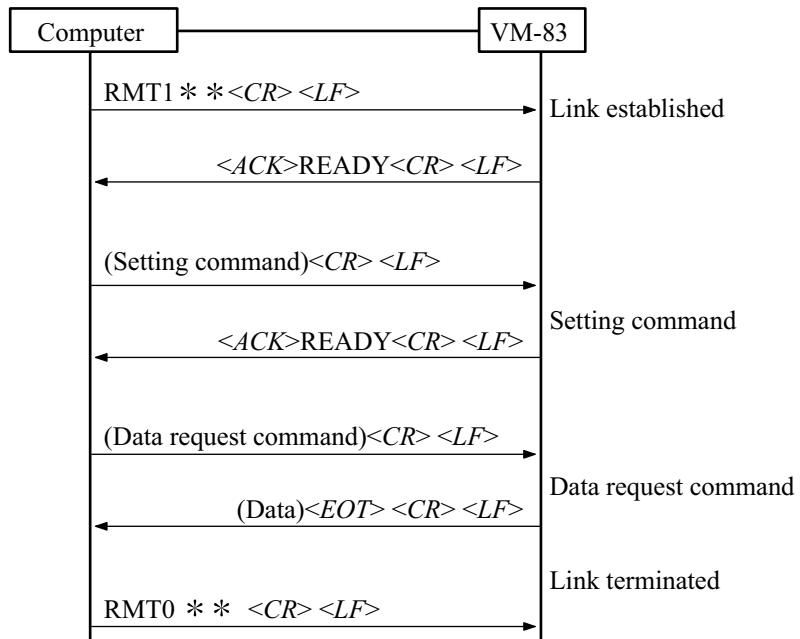 Computer VM-83
RMT1 * * <CR> <LF>
Link established
<ACK>READY<CR> <LF>
(Setting command)<CR> <LF>
Setting command
<ACK>READY<CR> <LF>
(Data request command)<CR> <LF>
Data request command
(Data)<EOT> <CR> <LF>
Link terminated
RMT0 * * <CR> <LF>